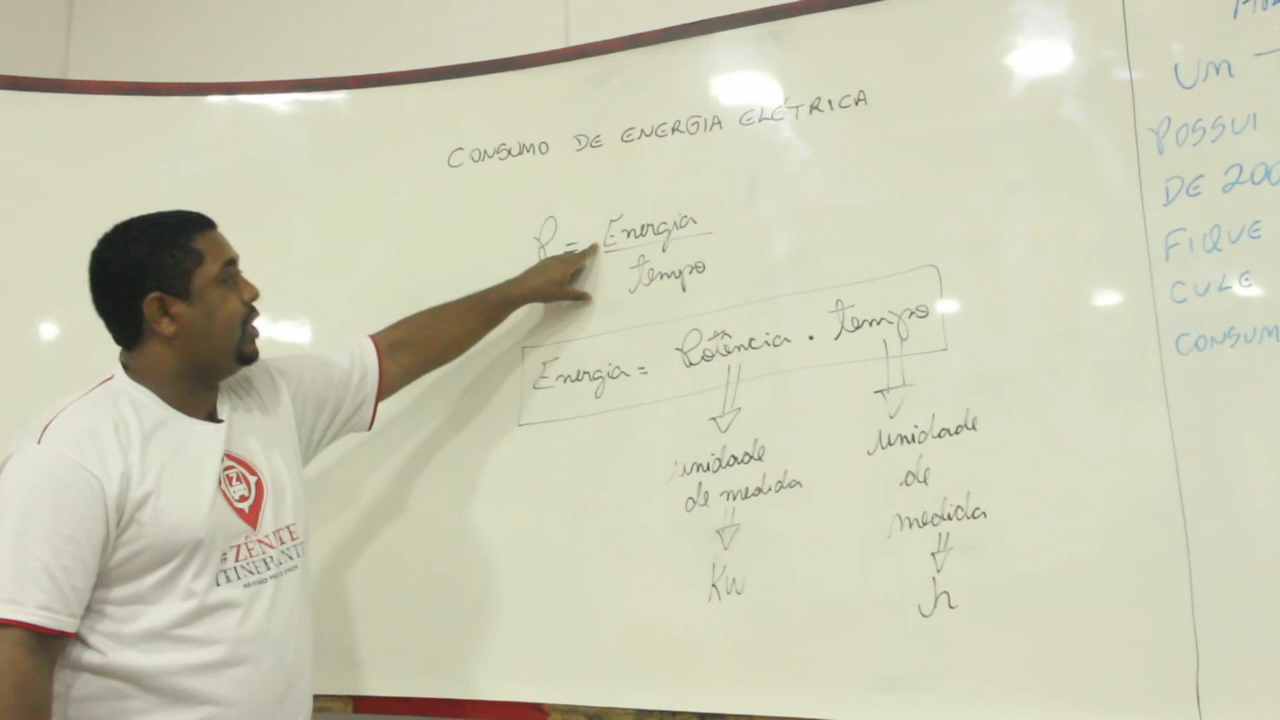 CONSUMO DE ENERGIA ELÉTRICA
P = Energia
tempo
Energia = Potência . tempo
unidade
de medida
Kw
unidade
de
medida
h
UM
POSSUI
DE 200
FIQUE
CULE
CONSUM
#ZÊNITE
ITINERANTE